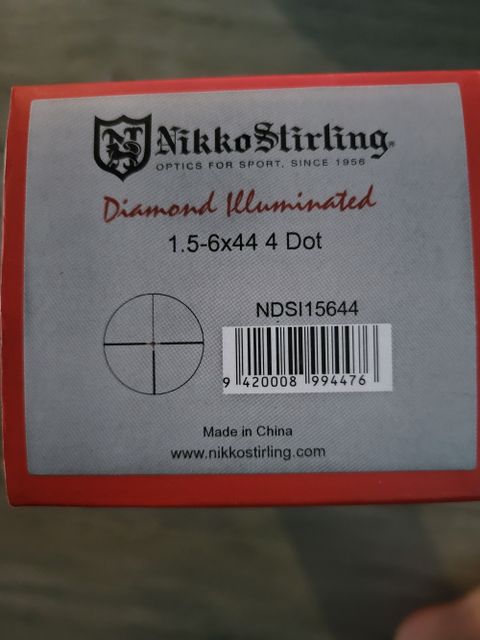 NikkoStirling®
OPTICS FOR SPORT, SINCE 1956
Diamond Illuminated
1.5-6x44 4 Dot
NDSI15644
9 420008 994476
Made in China
www.nikkostirling.com